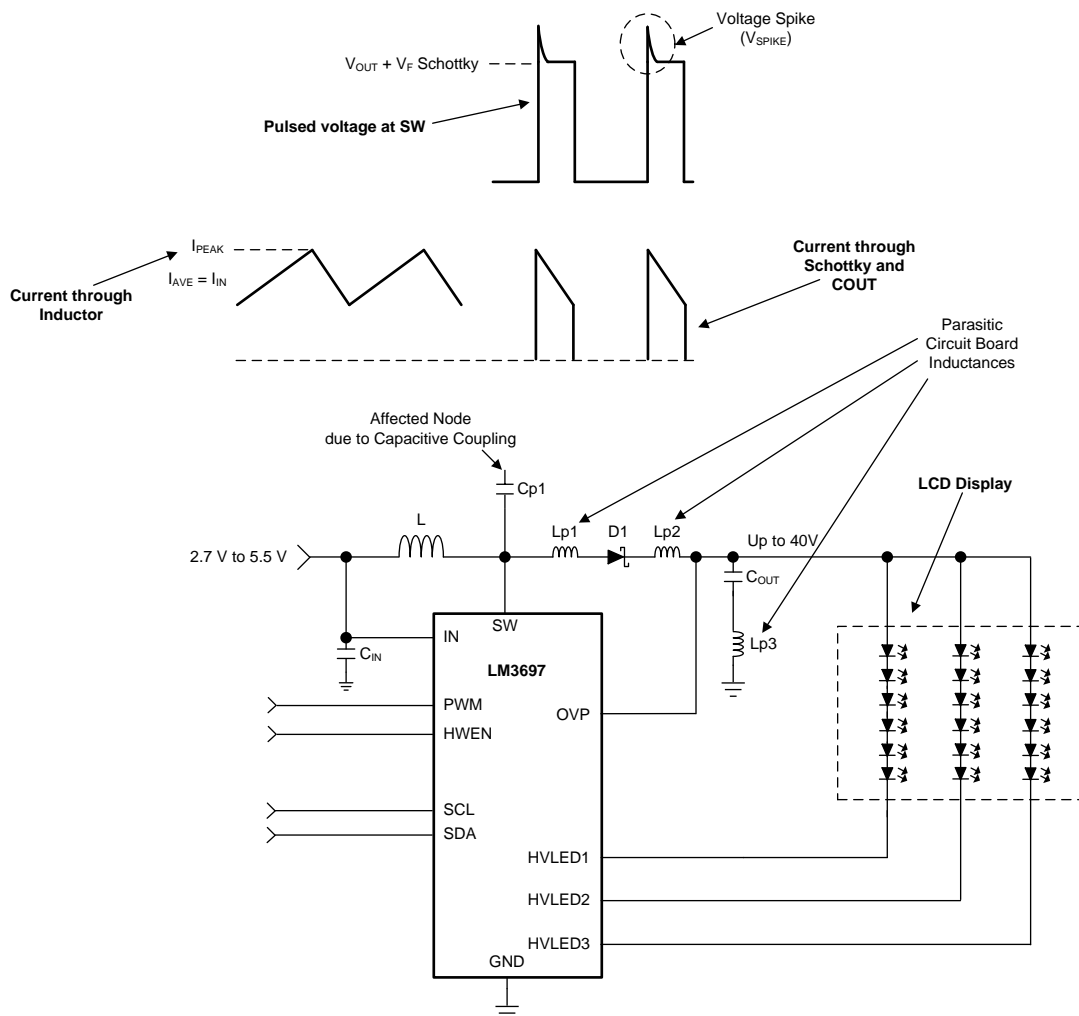 Voltage Spike
(VSPIKE)
VOUT + VF Schottky
Pulsed voltage at SW
IPEAK
IAVE = IIN
Current through
Inductor
Current through
Schottky and
COUT
Parasitic
Circuit Board
Inductances
Affected Node
due to Capacitive Coupling
Cp1
LCD Display
L
Lp1
D1
Lp2
2.7 V to 5.5 V
Up to 40V
COUT
SW
IN
CIN
Lp3
LM3697
PWM
OVP
HWEN
SCL
SDA
HVLED1
HVLED2
HVLED3
GND